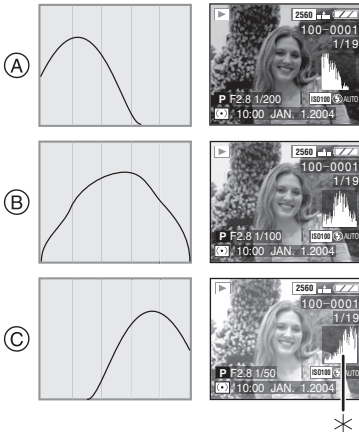 A
2560
100-0001
1/19
P F2.8 1/200
ISO100 AUTO
10:00 JAN. 1.2004
B
2560
100-0001
1/19
P F2.8 1/100
ISO100 AUTO
10:00 JAN. 1.2004
C
2560
100-0001
1/19
P F2.8 1/50
ISO100 AUTO
10:00 JAN. 1.2004